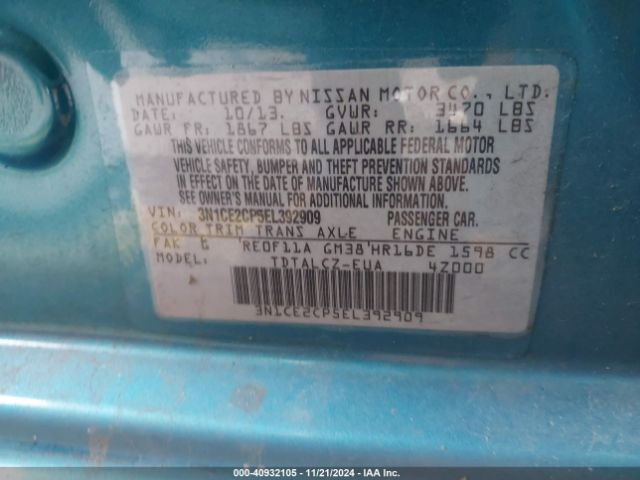 MANUFACTURED BY NISSAN MOTOR CO., LTD.
DATE: 10/13. GVWR: 3470 LBS
GAWR FR: 1867 LBS GAWR RR: 1664 LBS
THIS VEHICLE CONFORMS TO ALL APPLICABLE FEDERAL MOTOR
VEHICLE SAFETY, BUMPER AND THEFT PREVENTION STANDARDS
IN EFFECT ON THE DATE OF MANUFACTURE SHOWN ABOVE.
SEE OWNER'S MANUAL FOR ADDITIONAL INFORMATION.
VIN: 3N1CE2CP5EL392909 PASSENGER CAR.
COLOR TRIM TRANS AXLE ENGINE
FAK G RE0F11A GM38 HR16DE 1598 CC
MODEL: TDTALCZ-EUA 4Z000
3N1CE2CP5EL392909
000-40932105 - 11/21/2024 - IAA Inc.